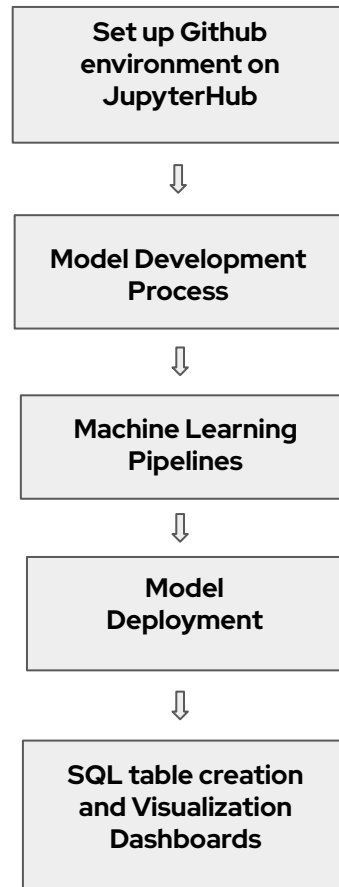 Set up Github
environment on
JupyterHub
Model Development
Process
Machine Learning
Pipelines
Model
Deployment
SQL table creation
and Visualization
Dashboards